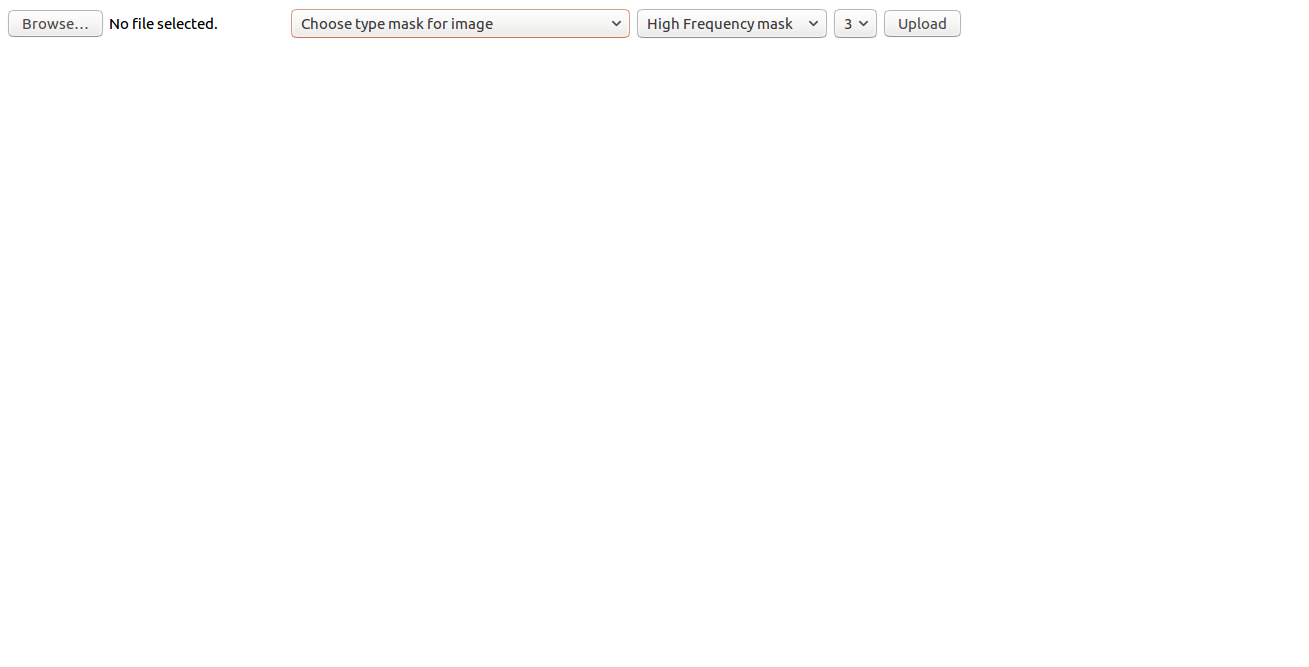 Browse… No file selected. Choose type mask for image High Frequency mask 3 Upload